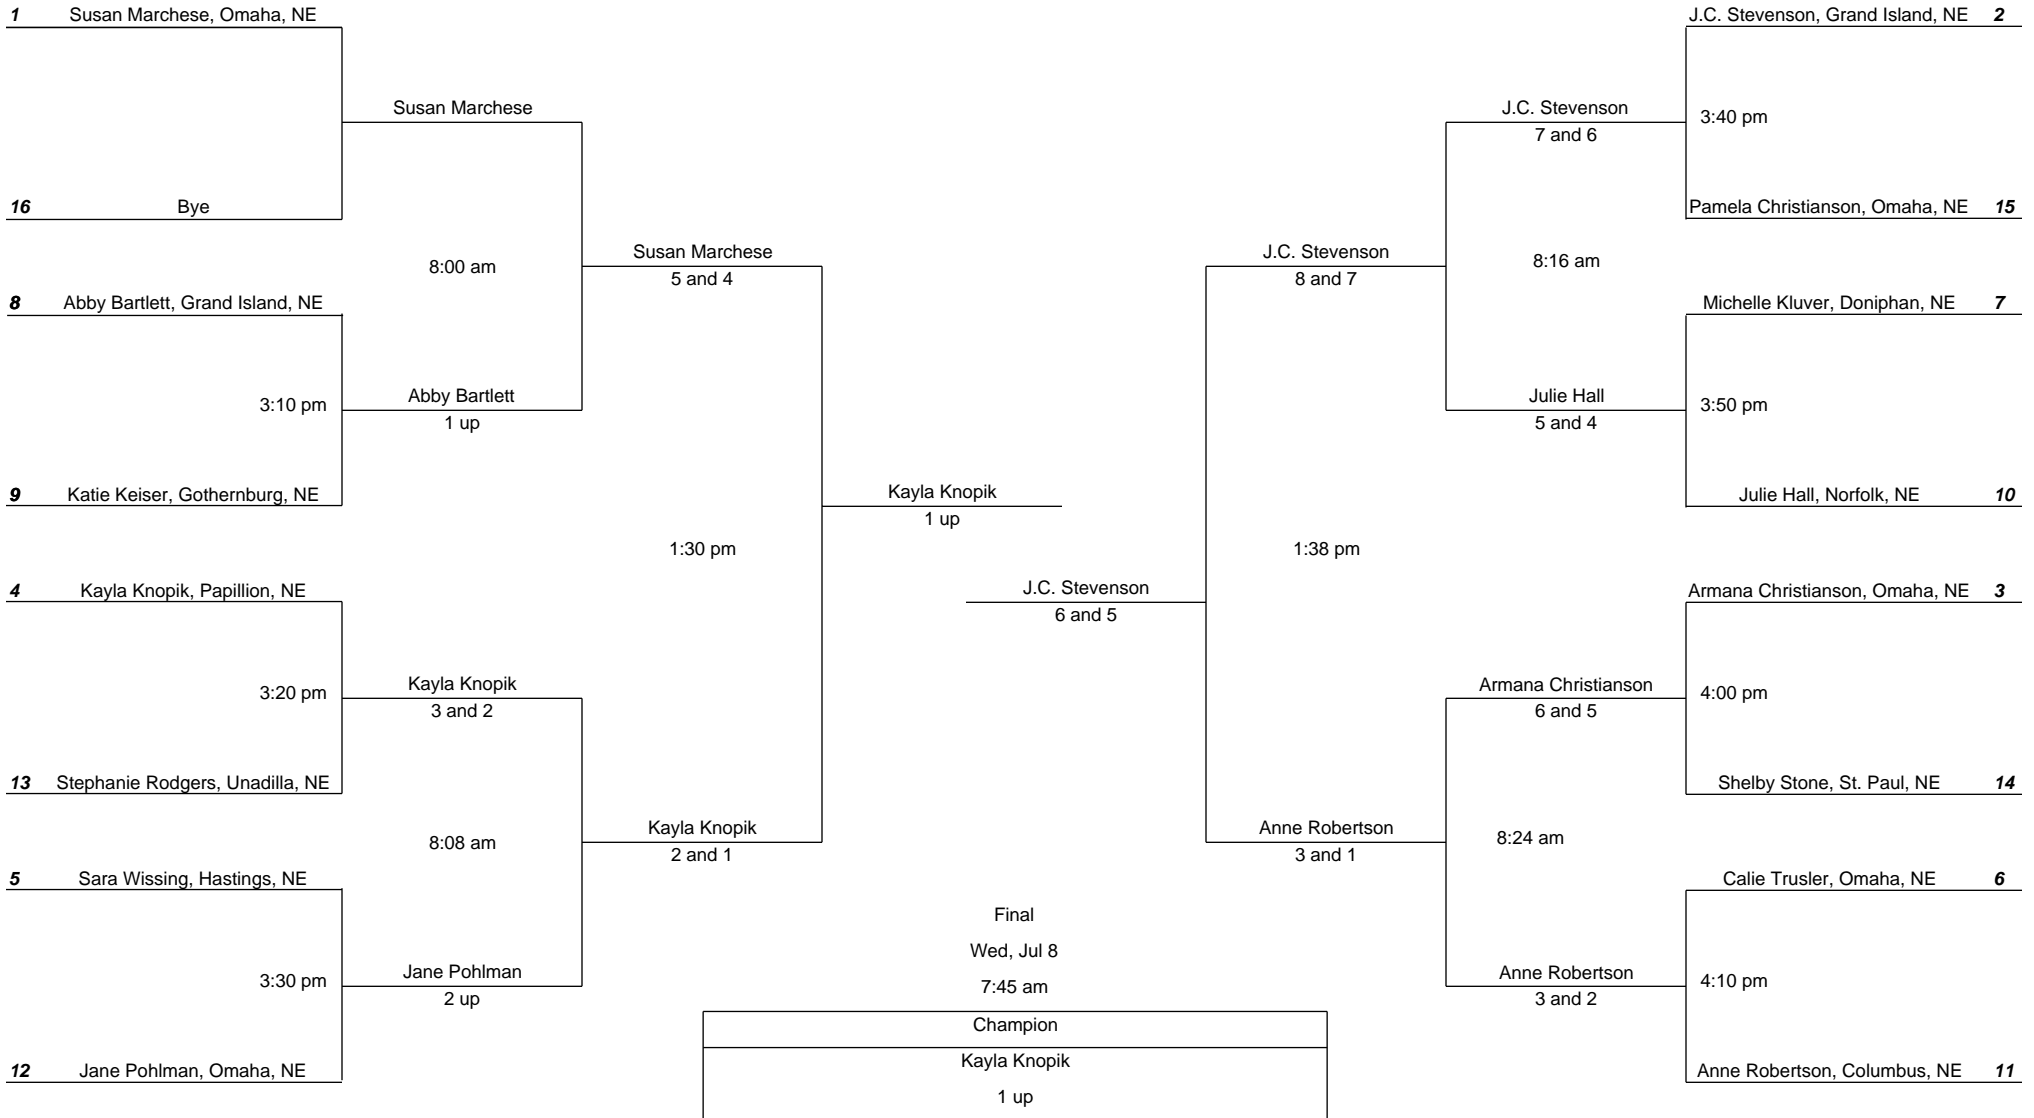 1 Susan Marchese, Omaha, NE
16 Bye
8 Abby Bartlett, Grand Island, NE
3:10 pm
9 Katie Keiser, Gothernburg, NE
4 Kayla Knopik, Papillion, NE
3:20 pm
13 Stephanie Rodgers, Unadilla, NE
5 Sara Wissing, Hastings, NE
3:30 pm
12 Jane Pohlman, Omaha, NE
Susan Marchese
8:00 am
Abby Bartlett
1 up
Kayla Knopik
3 and 2
8:08 am
Jane Pohlman
2 up
Susan Marchese
5 and 4
1:30 pm
Kayla Knopik
2 and 1
Kayla Knopik
1 up
J.C. Stevenson
6 and 5
Final
Wed, Jul 8
7:45 am
Champion
Kayla Knopik
1 up
J.C. Stevenson
8 and 7
1:38 pm
Anne Robertson
3 and 1
J.C. Stevenson
7 and 6
8:16 am
Julie Hall
5 and 4
Armana Christianson
6 and 5
8:24 am
Anne Robertson
3 and 2
J.C. Stevenson, Grand Island, NE 2
3:40 pm
Pamela Christianson, Omaha, NE 15
Michelle Kluver, Doniphan, NE 7
3:50 pm
Julie Hall, Norfolk, NE 10
Armana Christianson, Omaha, NE 3
4:00 pm
Shelby Stone, St. Paul, NE 14
Calie Trusler, Omaha, NE 6
4:10 pm
Anne Robertson, Columbus, NE 11